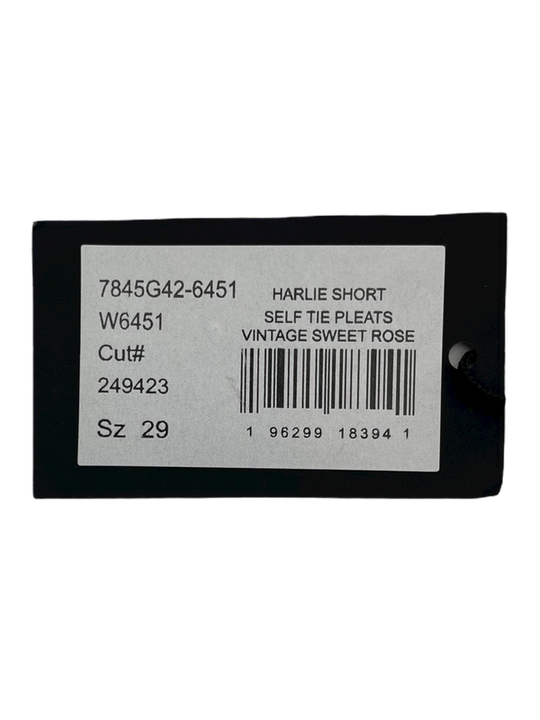 7845G42-6451
W6451
Cut#
249423
Sz 29
HARLIE SHORT
SELF TIE PLEATS
VINTAGE SWEET ROSE
1 96299 18394 1